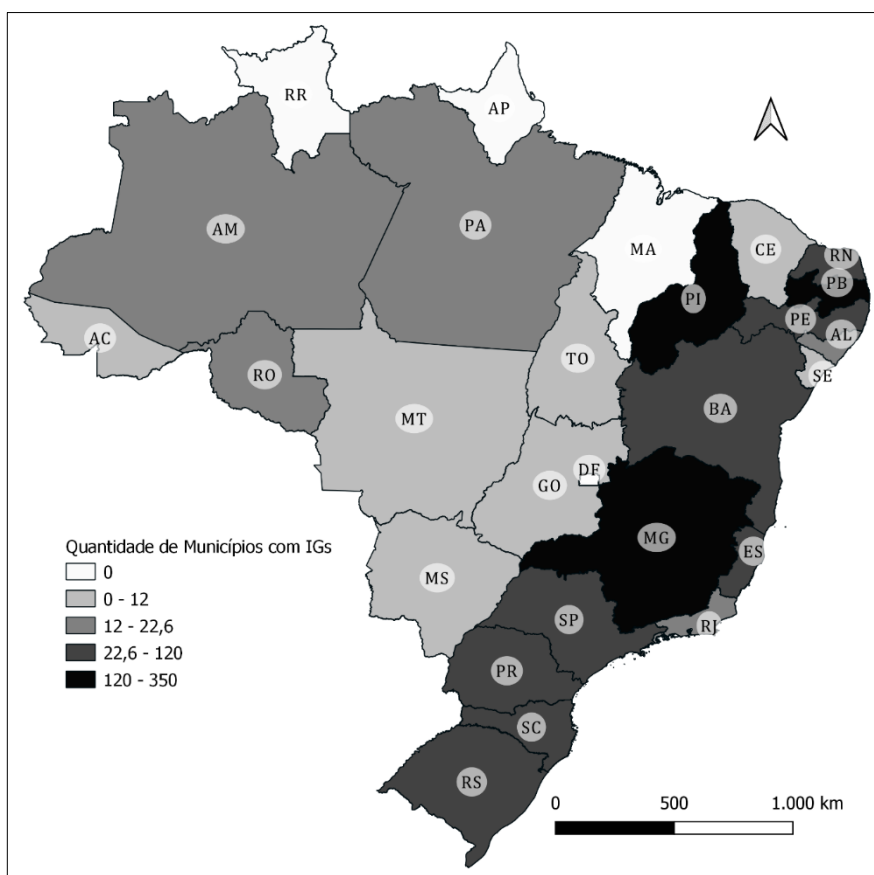 RR
AP
AM
PA
MA
CE
RN
PB
PI
PE
AL
AC
SE
TO
RO
BA
MT
DF
GO
MG
ES
MS
SP
RJ
PR
SC
RS
Quantidade de Municípios com IGs
0
0 - 12
12 - 22,6
22,6 - 120
120 - 350
0 500 1.000 km